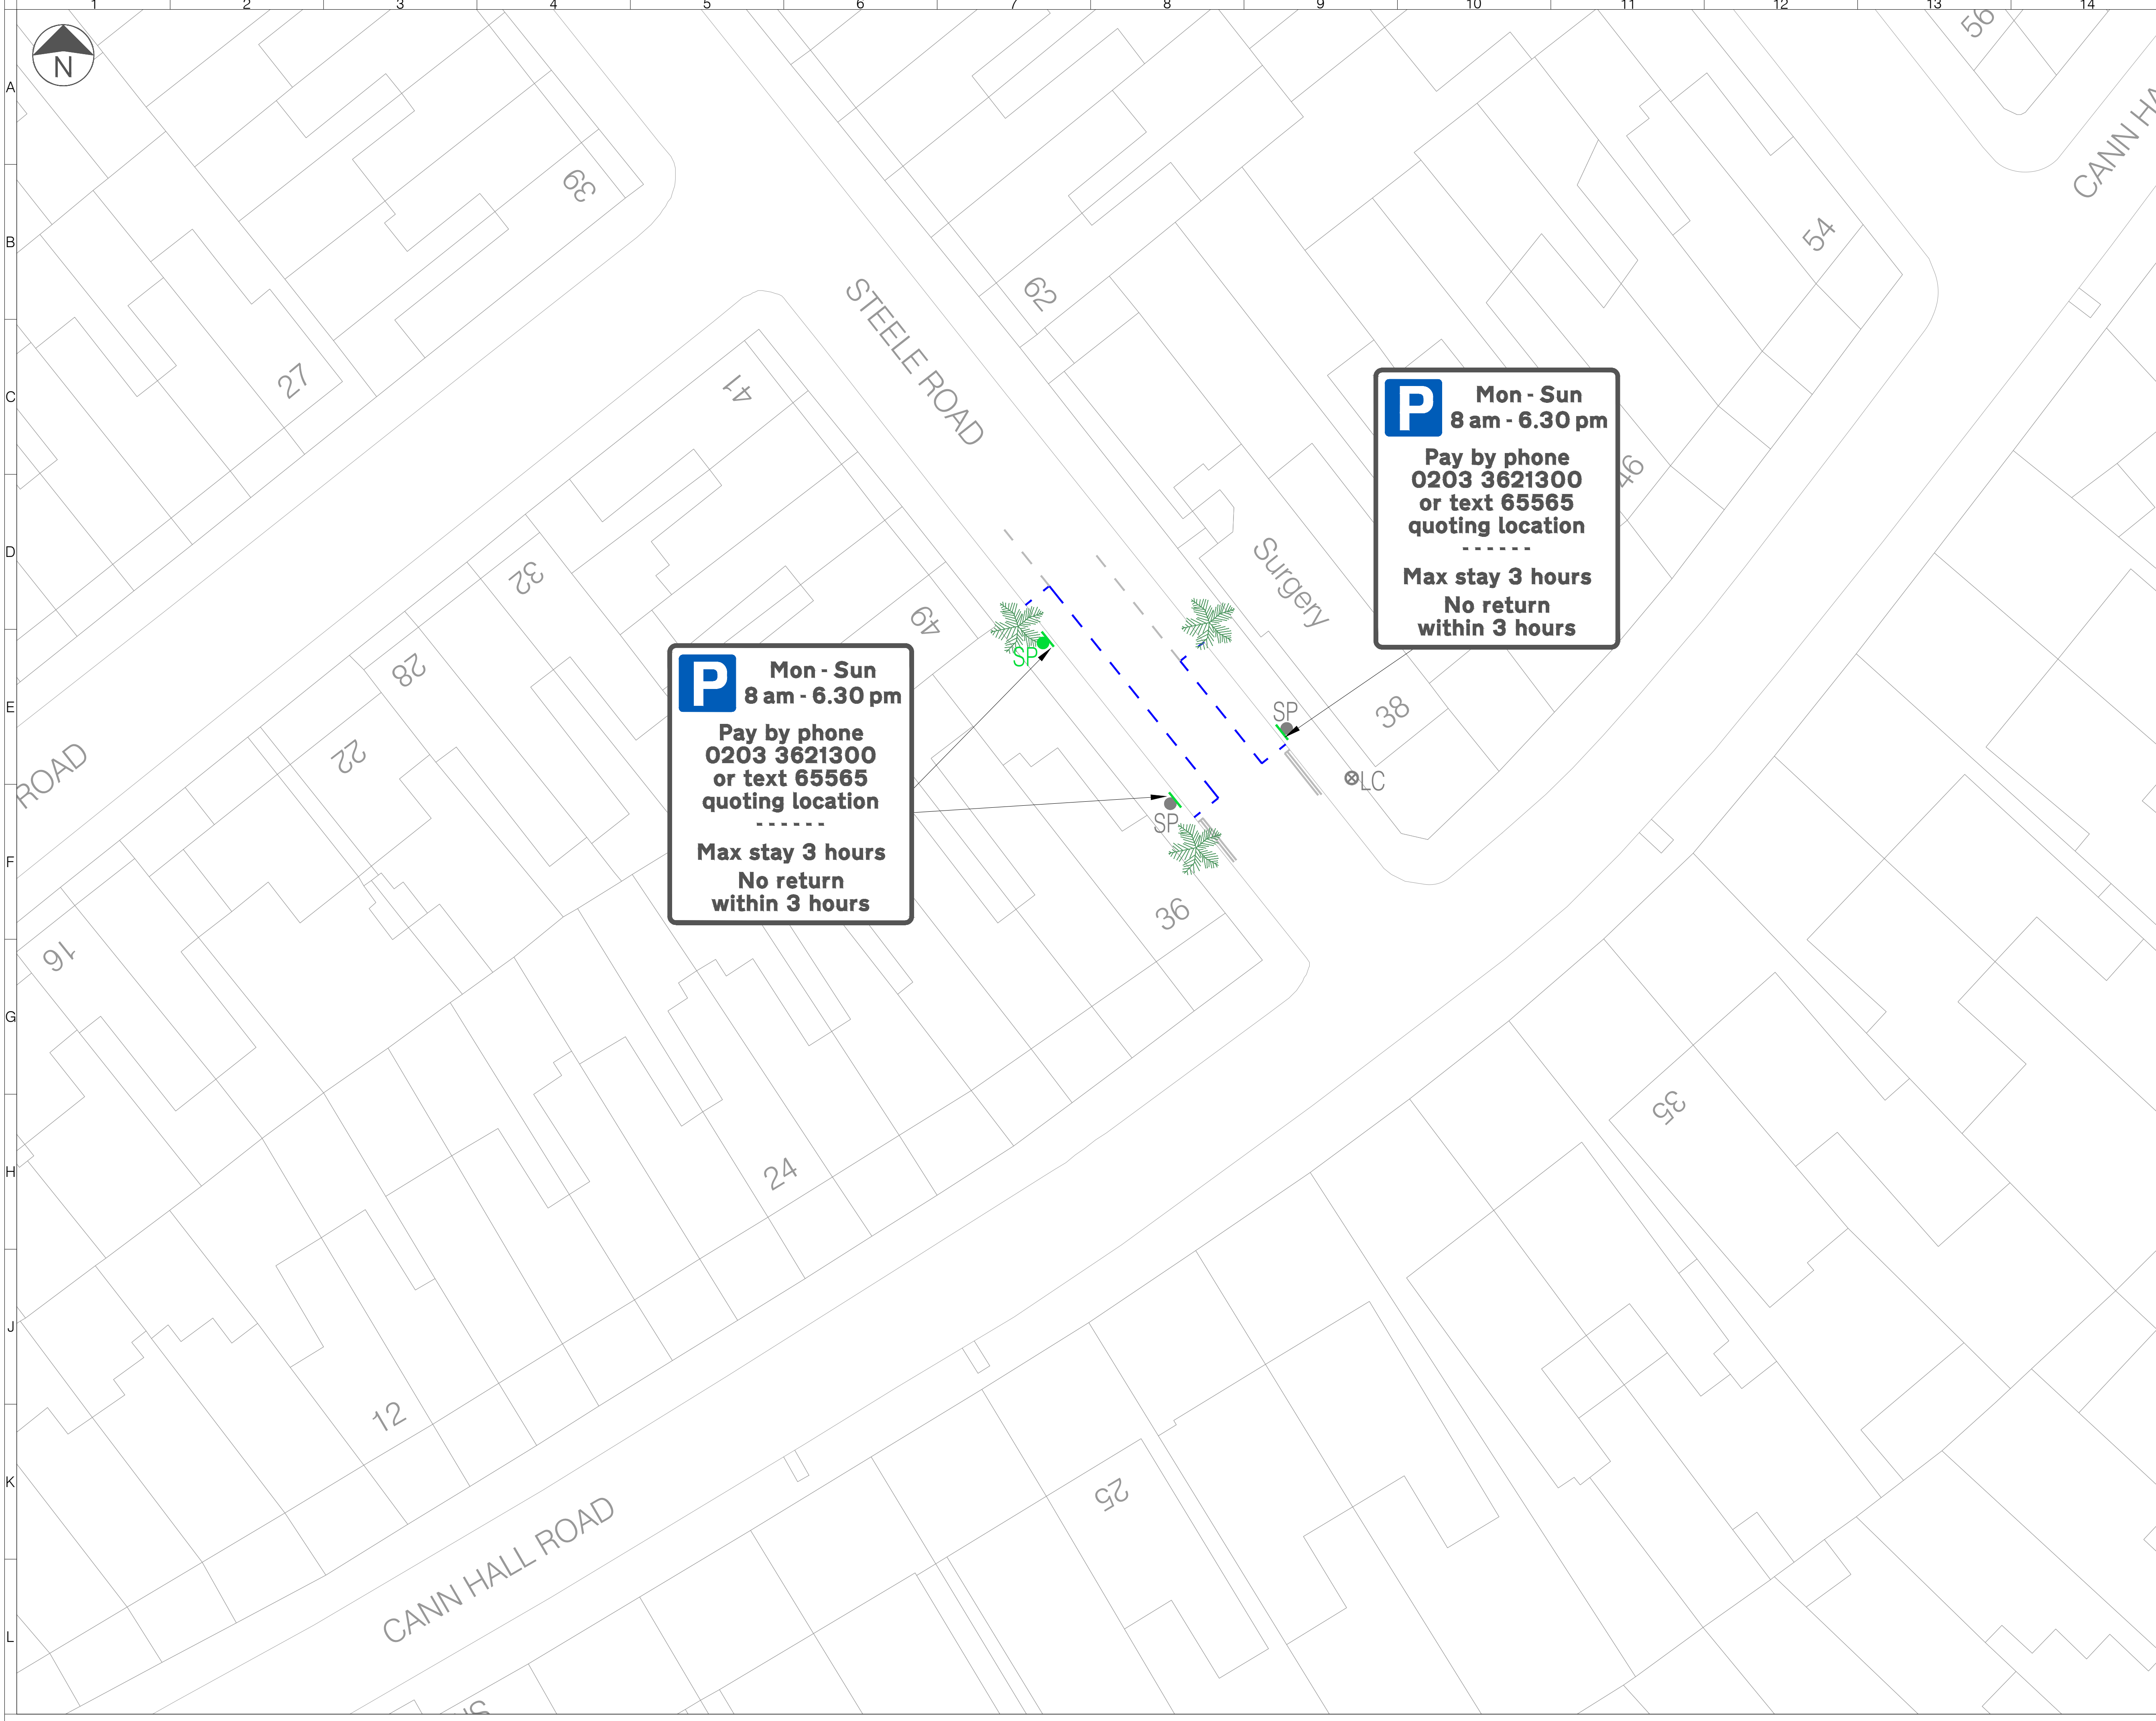 1 2 3 4 5 6 7 8 9 10 11 12 13 14
A
B
C
D
E
F
G
H
J
K
L
N
56
CANN HA
39
54
62
STEELE ROAD
27
41
46
P
Mon - Sun
8 am - 6.30 pm
Pay by phone
0203 3621300
or text 65565
quoting location
Max stay 3 hours
No return
within 3 hours
Surgery
32
49
SP
28
22
ROAD
P
Mon - Sun
8 am - 6.30 pm
Pay by phone
0203 3621300
or text 65565
quoting location
Max stay 3 hours
No return
within 3 hours
38
SP
LC
SP
36
16
35
24
12
25
CANN HALL ROAD